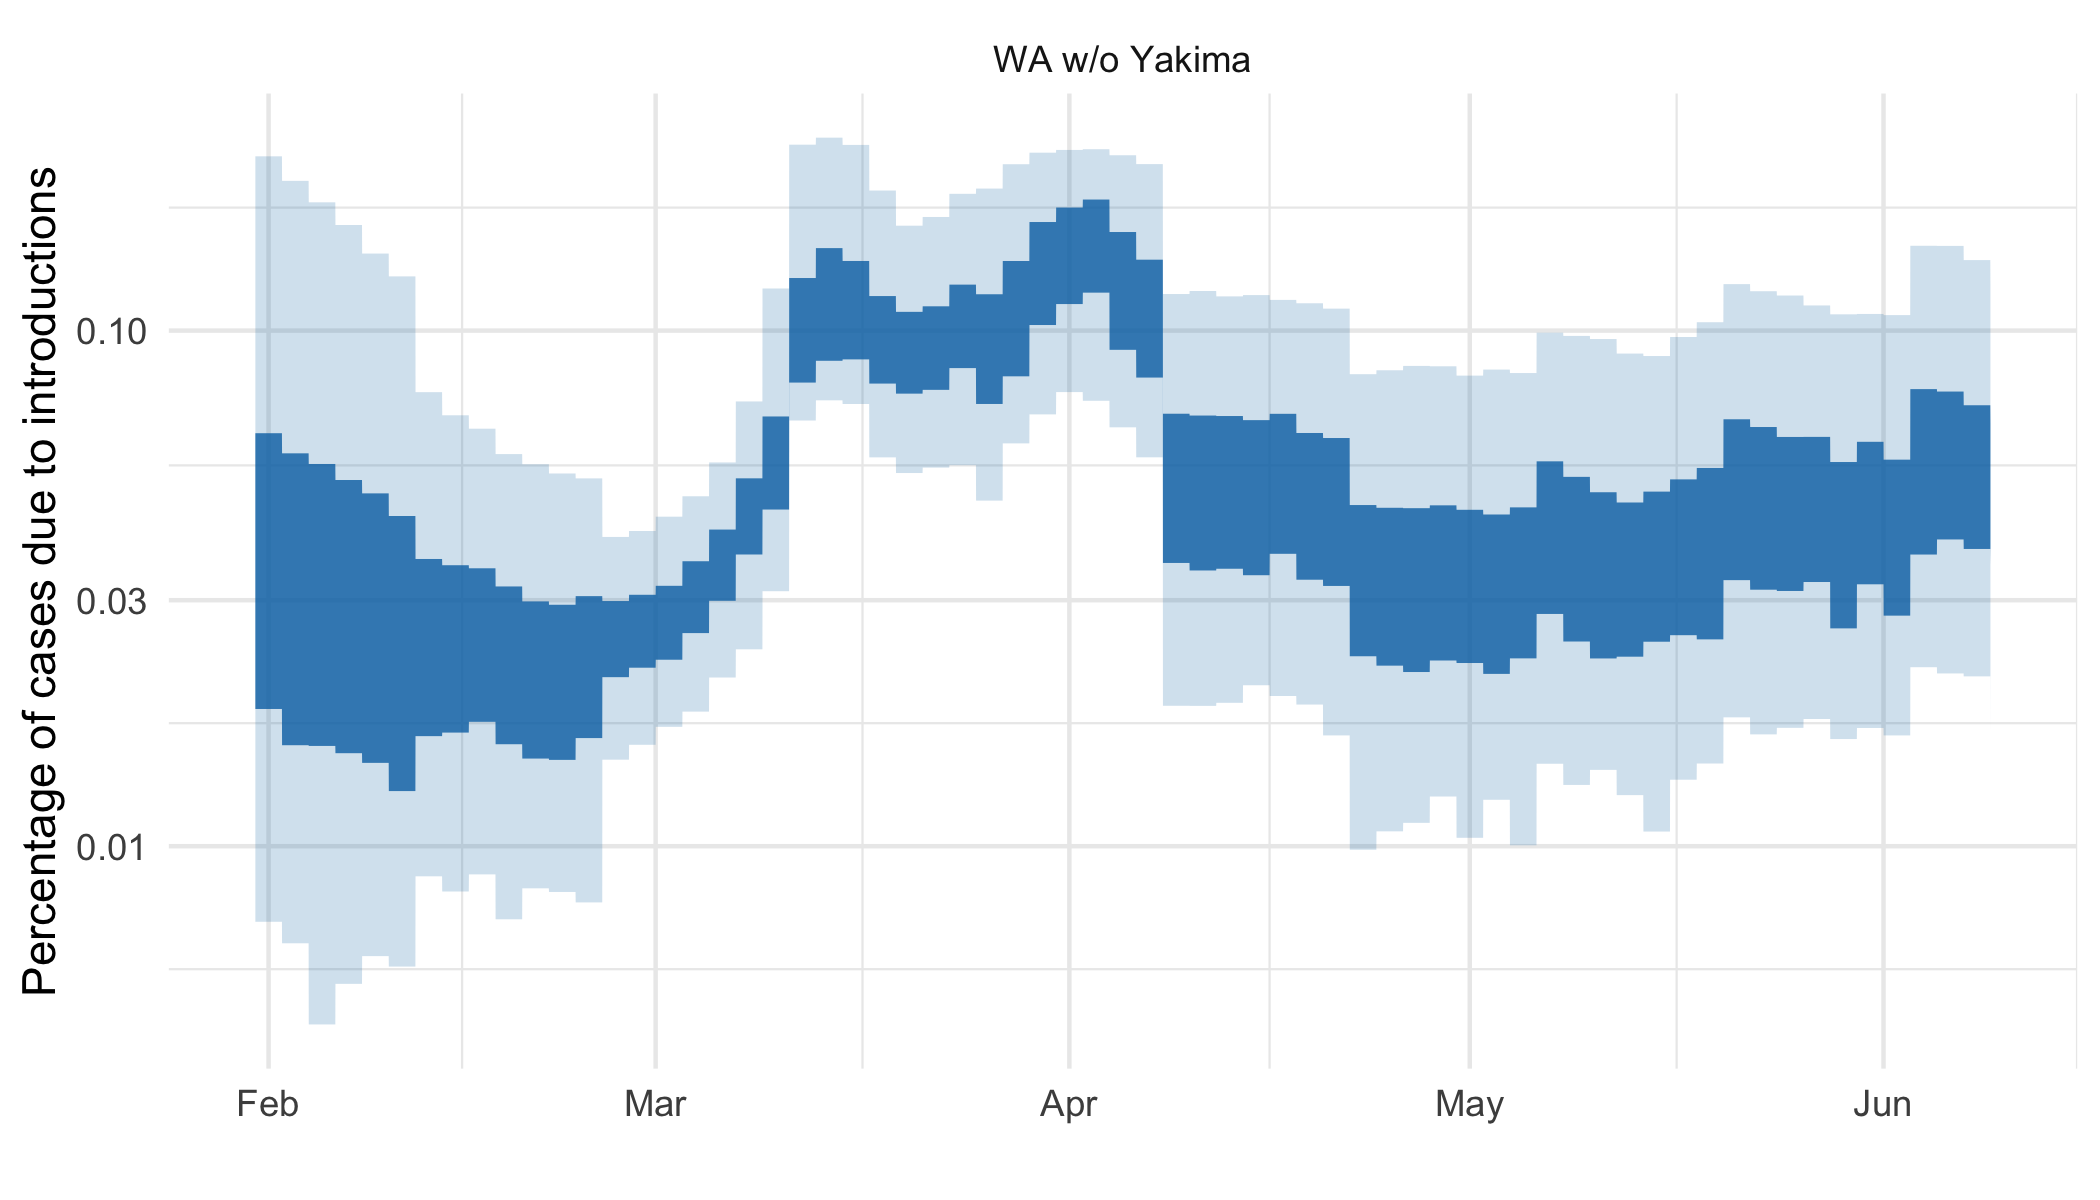 WA w/o Yakima
Percentage of cases due to introductions
0.10
0.03
0.01
Feb
Mar
Apr
May
Jun